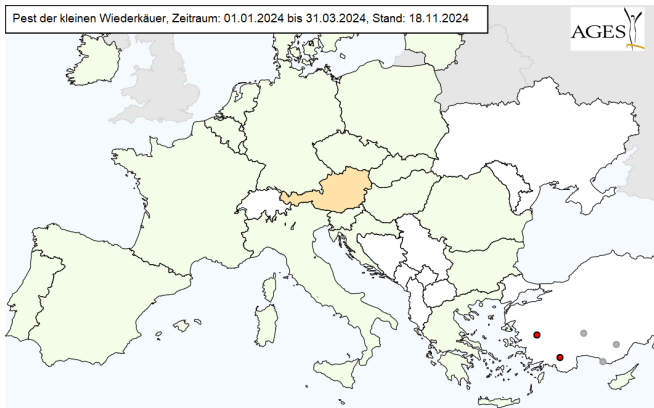 Pest der kleinen Wiederkäuer, Zeitraum: 01.01.2024 bis 31.03.2024, Stand: 18.11.2024
AGES